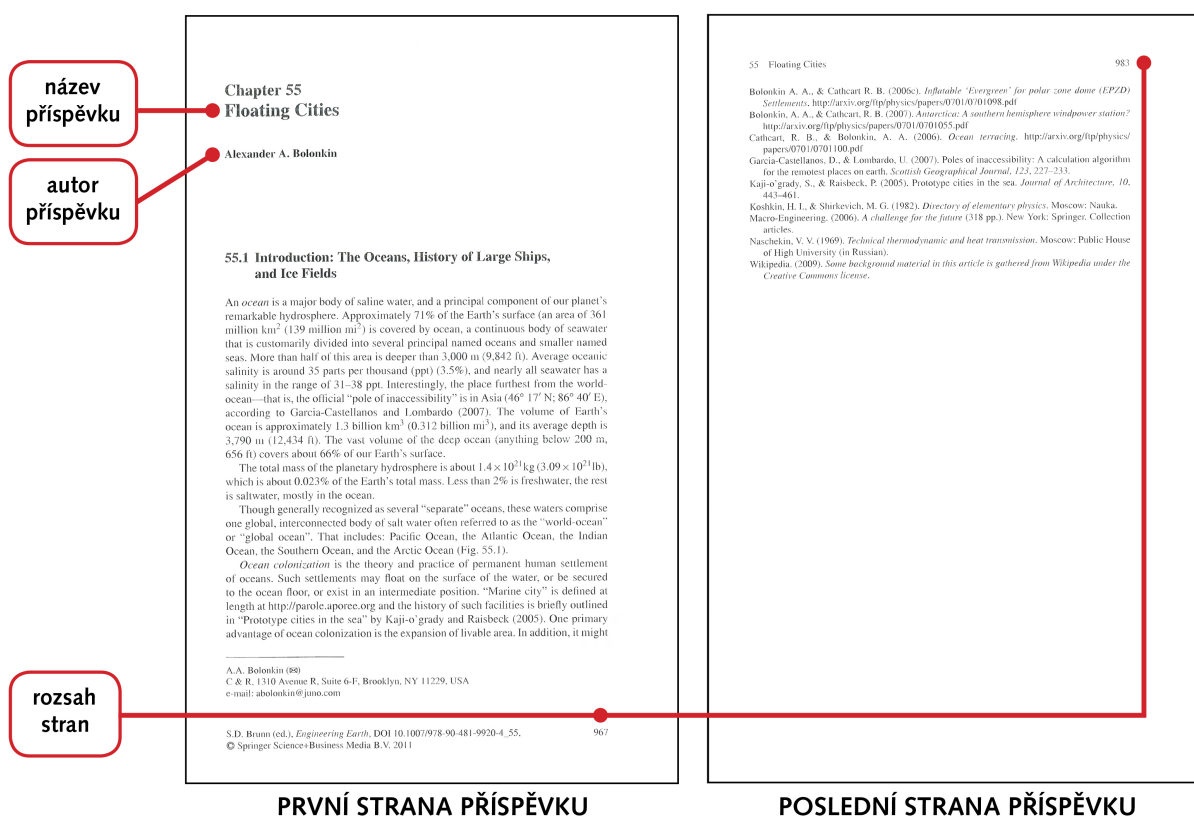 název
příspěvku
autor
příspěvku
rozsah
stran
Chapter 55
Floating Cities
Alexander A. Bolonkin
55.1 Introduction: The Oceans, History of Large Ships,
and Ice Fields
An ocean is a major body of saline water, and a principal component of our planet's
remarkable hydrosphere. Approximately 71% of the Earth's surface (an area of 361
million km² (139 million mi²) is covered by ocean, a continuous body of seawater
that is customarily divided into several principal named oceans and smaller named
seas. More than half of this area is deeper than 3,000 m (9,842 ft). Average oceanic
salinity is around 35 parts per thousand (ppt) (3.5%), and nearly all seawater has a
salinity in the range of 31–38 ppt. Interestingly, the place furthest from the world-
ocean—that is, the official "pole of inaccessibility" is in Asia (46° 17′ N; 86° 40′ E),
according to Garcia-Castellanos and Lombardo (2007). The volume of Earth's
ocean is approximately 1.3 billion km³ (0.312 billion mi³), and its average depth is
3,790 m (12,434 ft). The vast volume of the deep ocean (anything below 200 m,
656 ft) covers about 66% of our Earth's surface.
The total mass of the planetary hydrosphere is about 1.4 × 10²¹ kg (3.09 × 10²¹ lb),
which is about 0.023% of the Earth's total mass. Less than 2% is freshwater, the rest
is saltwater, mostly in the ocean.
Though generally recognized as several "separate" oceans, these waters comprise
one global, interconnected body of salt water often referred to as the "world-ocean"
or "global ocean". That includes: Pacific Ocean, the Atlantic Ocean, the Indian
Ocean, the Southern Ocean, and the Arctic Ocean (Fig. 55.1).
Ocean colonization is the theory and practice of permanent human settlement
of oceans. Such settlements may float on the surface of the water, or be secured
to the ocean floor, or exist in an intermediate position. "Marine city" is defined at
length at http://parole.aporee.org and the history of such facilities is briefly outlined
in "Prototype cities in the sea" by Kaji-o'grady and Raisbeck (2005). One primary
advantage of ocean colonization is the expansion of livable area. In addition, it might
A.A. Bolonkin (✉)
C & R, 1310 Avenue R, Suite 6-F, Brooklyn, NY 11229, USA
e-mail: abolonkin@juno.com
S.D. Brunn (ed.), Engineering Earth, DOI 10.1007/978-90-481-9920-4_55, 967
© Springer Science+Business Media B.V. 2011
PRVNÍ STRANA PŘÍSPĚVKU
55 Floating Cities 983
Bolonkin A. A., & Cathcart R. B. (2006c). Inflatable 'Evergreen' for polar zone dome (EPZD)
Settlements. http://arxiv.org/ftp/physics/papers/0701/0701098.pdf
Bolonkin, A. A., & Cathcart, R. B. (2007). Antarctica: A southern hemisphere windpower station?
http://arxiv.org/ftp/physics/papers/0701/0701055.pdf
Cathcart, R. B., & Bolonkin, A. A. (2006). Ocean terracing. http://arxiv.org/ftp/physics/
papers/0701/0701100.pdf
Garcia-Castellanos, D., & Lombardo, U. (2007). Poles of inaccessibility: A calculation algorithm
for the remotest places on earth. Scottish Geographical Journal, 123, 227–233.
Kaji-o'grady, S., & Raisbeck, P. (2005). Prototype cities in the sea. Journal of Architecture, 10,
443–461.
Koshkin, H. I., & Shirkevich, M. G. (1982). Directory of elementary physics. Moscow: Nauka.
Macro-Engineering. (2006). A challenge for the future (318 pp.). New York: Springer, Collection
articles.
Naschekin, V. V. (1969). Technical thermodynamic and heat transmission. Moscow: Public House
of High University (in Russian).
Wikipedia. (2009). Some background material in this article is gathered from Wikipedia under the
Creative Commons license.
POSLEDNÍ STRANA PŘÍSPĚVKU